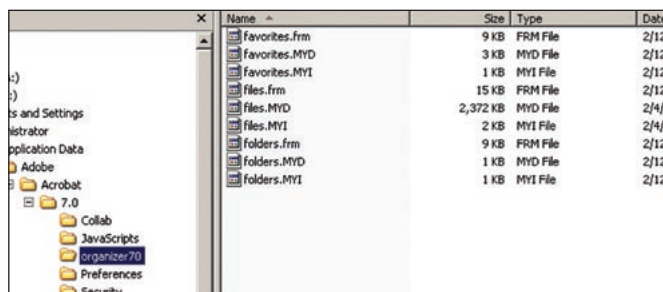 Name Size Type Date
:)
:)
ts and Settings
inistrator
pplication Data
Adobe
Acrobat
7.0
Collab
JavaScripts
organizer70
Preferences
Security
favorites.frm 9 KB FRM File 2/12
favorites.MYD 3 KB MYD File 2/12
favorites.MYI 1 KB MYI File 2/12
files.frm 15 KB FRM File 2/12
files.MYD 2,372 KB MYD File 2/4/
files.MYI 2 KB MYI File 2/4/
folders.frm 9 KB FRM File 2/12
folders.MYD 1 KB MYD File 2/12
folders.MYI 1 KB MYI File 2/12